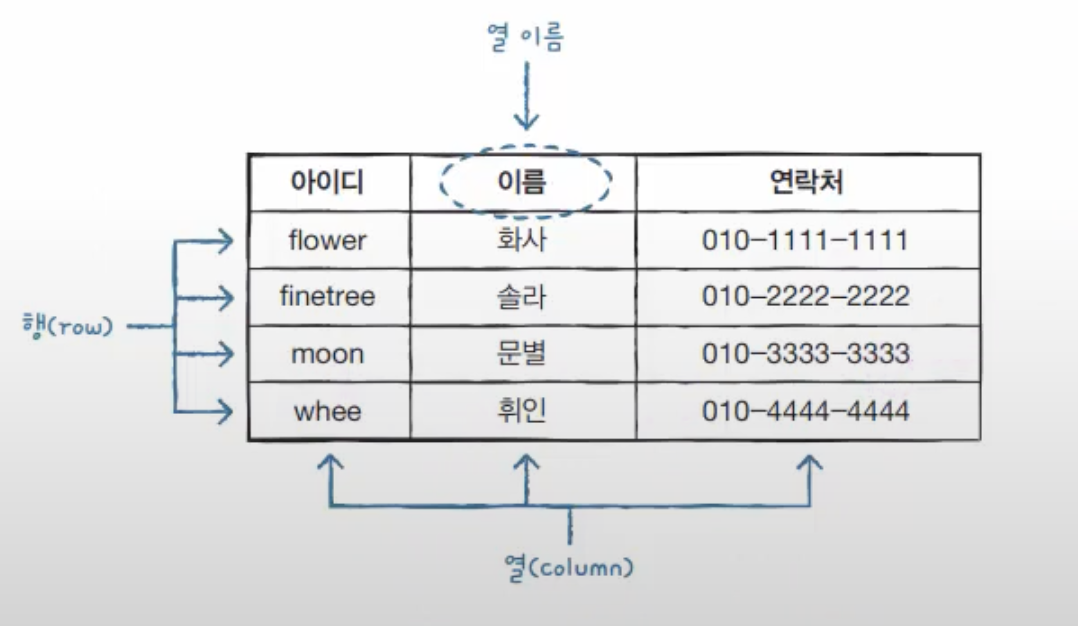 열 이름
아이디 이름 연락처
flower 화사 010-1111-1111
finetree 솔라 010-2222-2222
행(row)
moon 문별 010-3333-3333
whee 휘인 010-4444-4444
열(column)